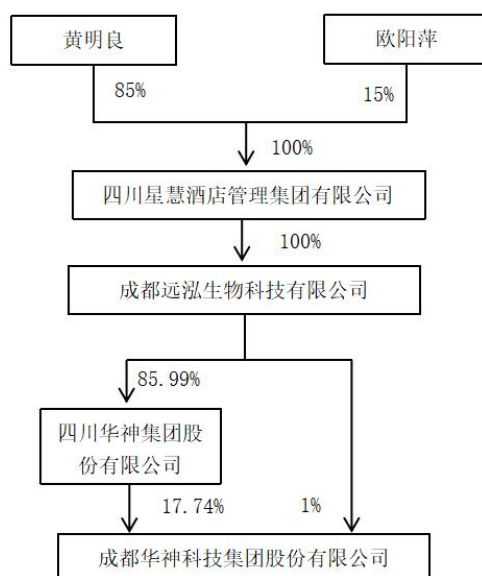 黄明良
欧阳萍
85%
15%
100%
四川星慧酒店管理集团有限公司
100%
成都远泓生物科技有限公司
85.99%
四川华神集团股
份有限公司
17.74%
1%
成都华神科技集团股份有限公司